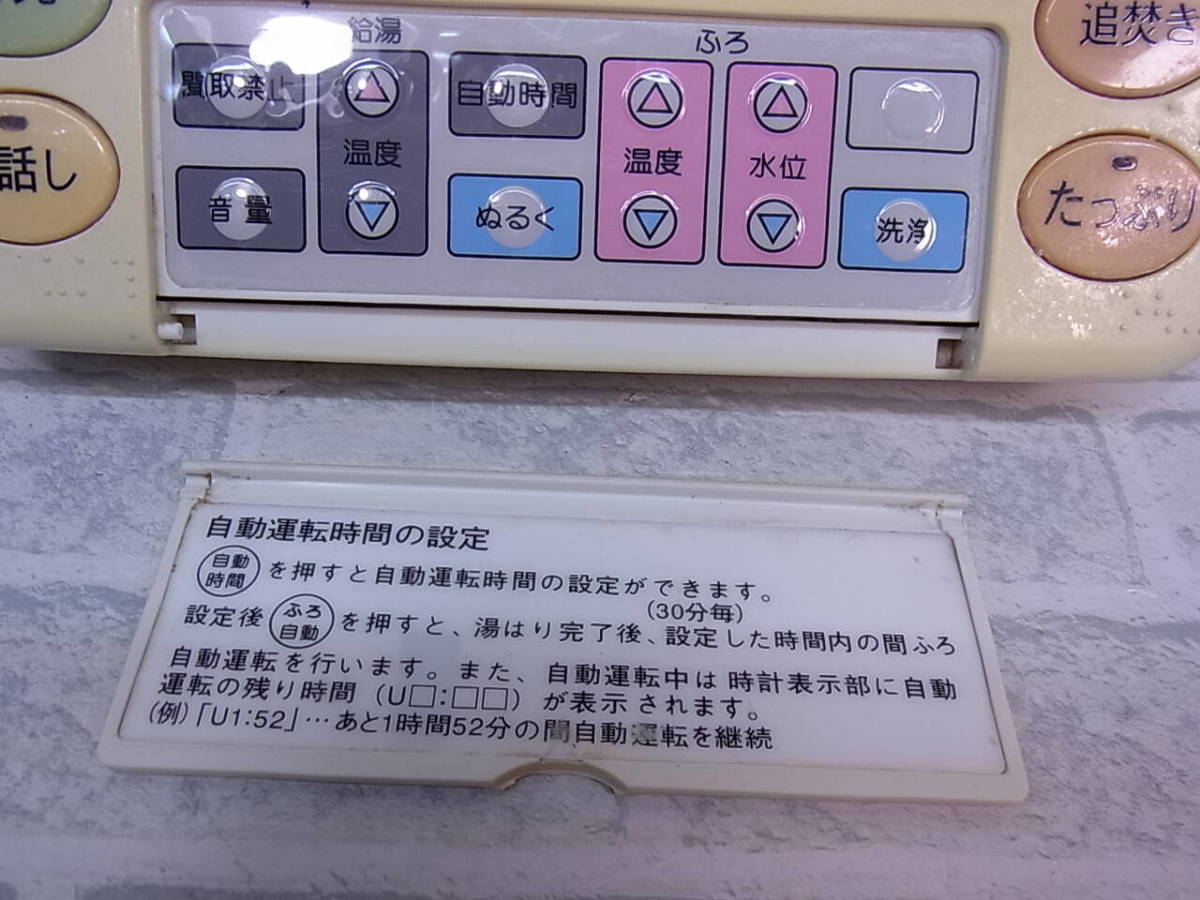 給湯
ふろ
追焚き
取禁止
自動時間
温度
温度
水位
話し
音量
ぬるく
洗浄
たっぷり
自動運転時間の設定
自動時間を押すと自動運転時間の設定ができます。
(30分毎)
設定後ふろ自動を押すと、湯はり完了後、設定した時間内の間ふろ
自動運転を行います。また、自動運転中は時計表示部に自動
運転の残り時間(U□:□□)が表示されます。
(例)「U1:52」…あと1時間52分の間自動運転を継続